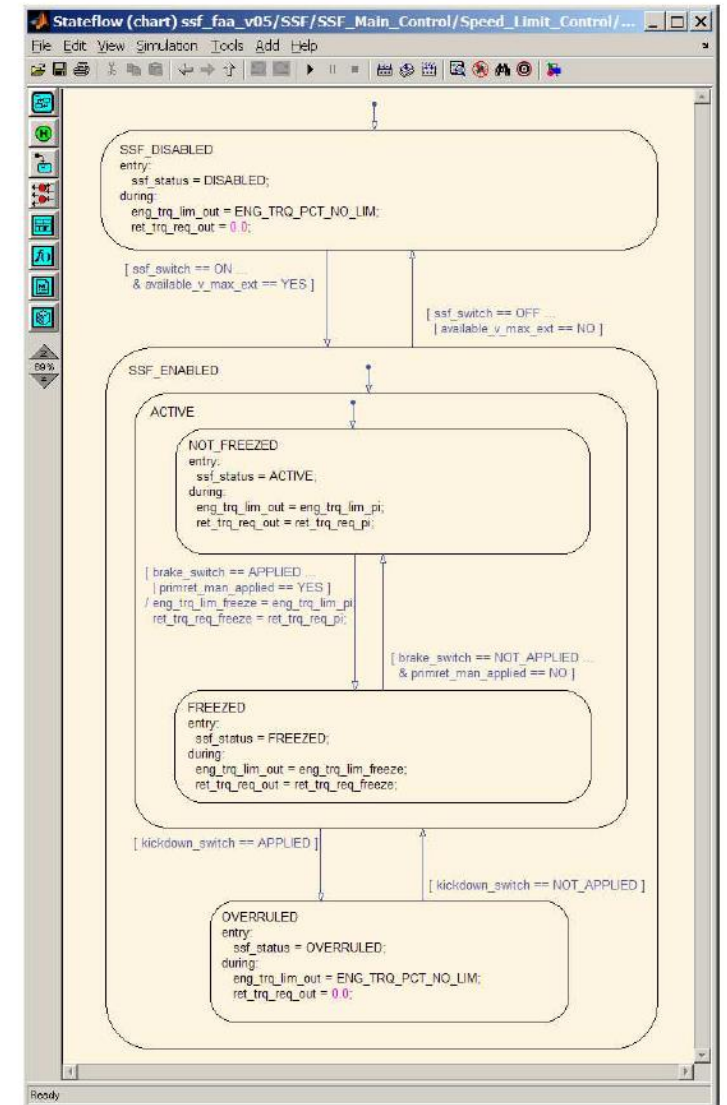 Stateflow (chart) ssf_faa_v05/SSF/SSF_Main_Control/Speed_Limit_Control/...
File Edit View Simulation Tools Add Help
SSF_DISABLED
entry:
ssf_status = DISABLED;
during:
eng_trq_lim_out = ENG_TRQ_PCT_NO_LIM;
ret_trq_req_out = 0.0;
[ ssf_switch == ON ...
& available_v_max_ext == YES ]
[ ssf_switch == OFF ...
| available_v_max_ext == NO ]
89%
SSF_ENABLED
ACTIVE
NOT_FREEZED
entry:
ssf_status = ACTIVE;
during:
eng_trq_lim_out = eng_trq_lim_pi;
ret_trq_req_out = ret_trq_req_pi;
[ brake_switch == APPLIED ...
| primret_man_applied == YES ]
/ eng_trq_lim_freeze = eng_trq_lim_pi
ret_trq_req_freeze = ret_trq_req_pi;
[ brake_switch == NOT_APPLIED ...
& primret_man_applied == NO ]
FREEZED
entry:
ssf_status = FREEZED;
during:
eng_trq_lim_out = eng_trq_lim_freeze;
ret_trq_req_out = ret_trq_req_freeze;
[ kickdown_switch == APPLIED ]
[ kickdown_switch == NOT_APPLIED ]
OVERRULED
entry:
ssf_status = OVERRULED;
during:
eng_trq_lim_out = ENG_TRQ_PCT_NO_LIM;
ret_trq_req_out = 0.0;
Ready